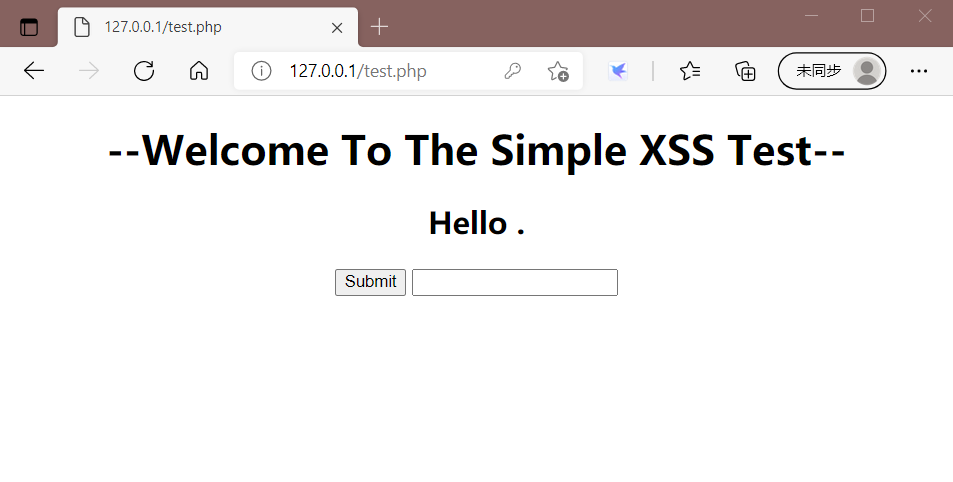 127.0.0.1/test.php
127.0.0.1/test.php
未同步
--Welcome To The Simple XSS Test--
Hello .
Submit